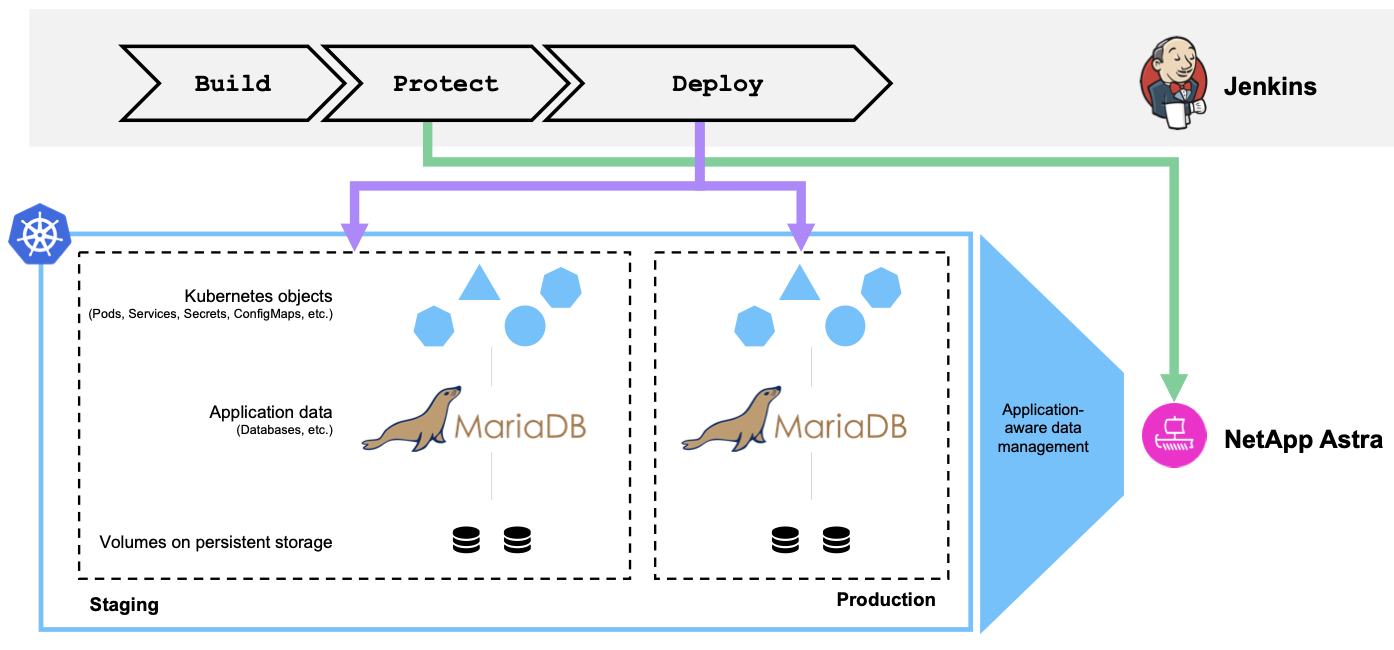 Build
Protect
Deploy
Jenkins
Kubernetes objects
(Pods, Services, Secrets, ConfigMaps, etc.)
Application data
(Databases, etc.)
MariaDB
MariaDB
Application-
aware data
management
NetApp Astra
Volumes on persistent storage
Staging
Production